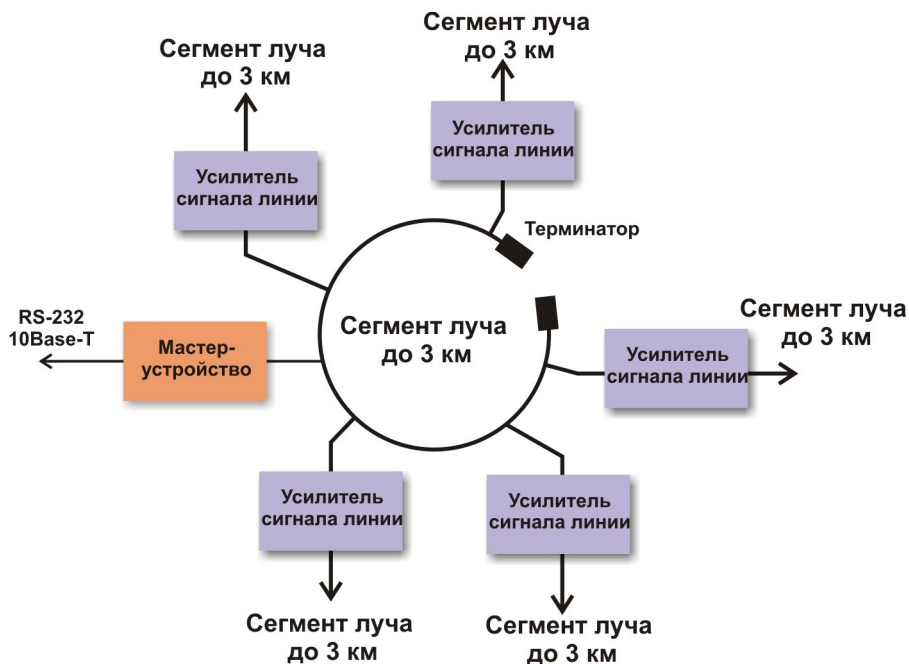 Сегмент луча
до 3 км
Сегмент луча
до 3 км
Усилитель
сигнала линии
Усилитель
сигнала линии
Терминатор
RS-232
10Base-T
Мастер-
устройство
Сегмент луча
до 3 км
Усилитель
сигнала линии
Сегмент луча
до 3 км
Усилитель
сигнала линии
Усилитель
сигнала линии
Сегмент луча
до 3 км
Сегмент луча
до 3 км